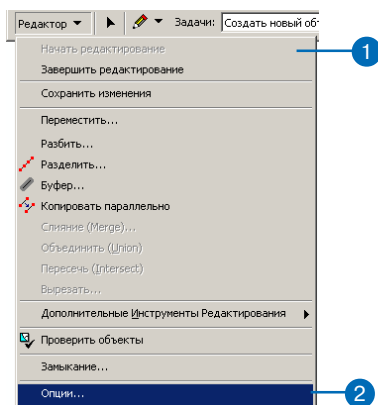 Редактор Задачи: Создать новый об
Начать редактирование 1
Завершить редактирование
Сохранить изменения
Переместить...
Разбить...
Разделить...
Буфер...
Копировать параллельно
Слияние (Merge)...
Объединить (Union)
Пересечь (Intersect)
Вырезать...
Дополнительные Инструменты Редактирования
Проверить объекты
Замыкание...
Опции... 2